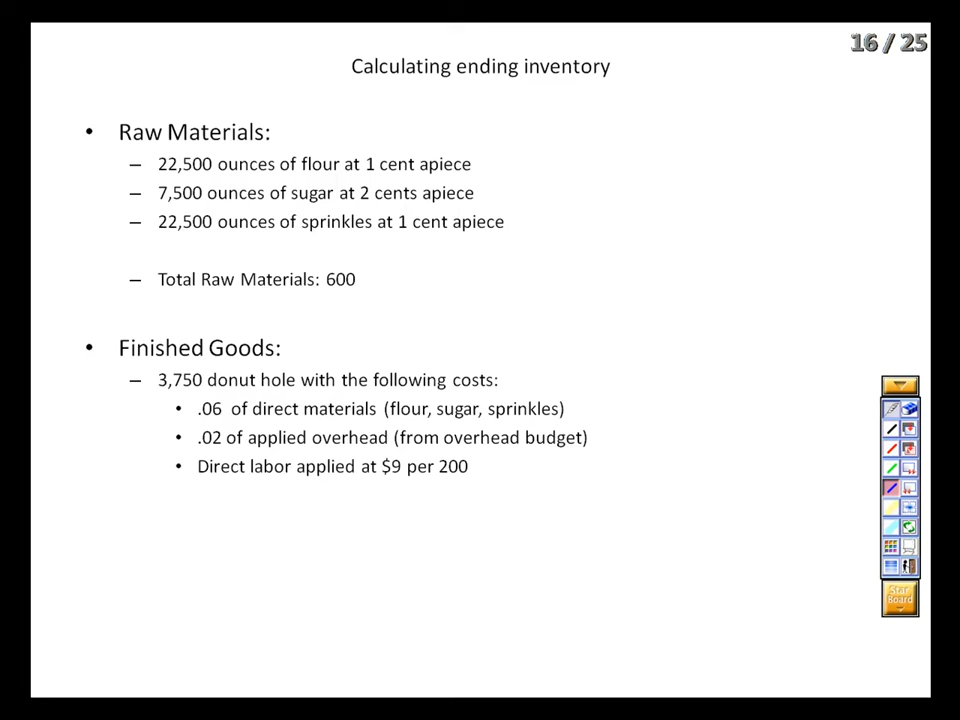 16 / 25
Calculating ending inventory
• Raw Materials:
– 22,500 ounces of flour at 1 cent apiece
– 7,500 ounces of sugar at 2 cents apiece
– 22,500 ounces of sprinkles at 1 cent apiece
– Total Raw Materials: 600
• Finished Goods:
– 3,750 donut hole with the following costs:
• .06 of direct materials (flour, sugar, sprinkles)
• .02 of applied overhead (from overhead budget)
• Direct labor applied at $9 per 200
Star
Board